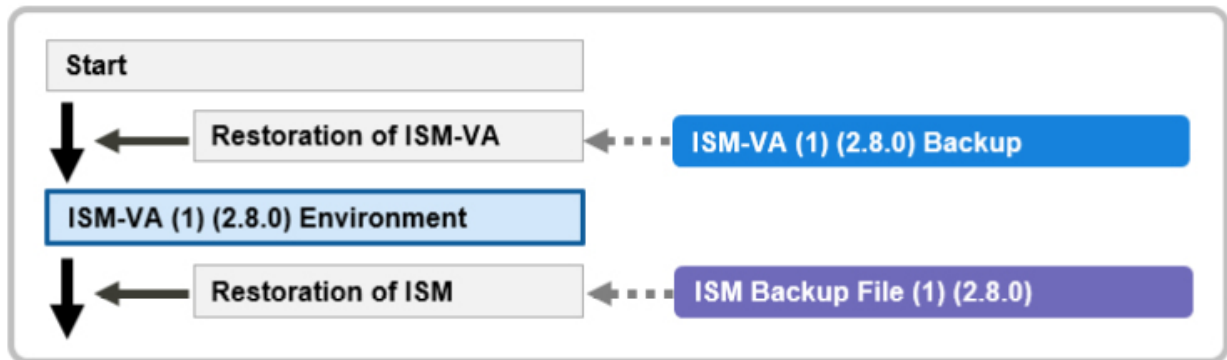 Start
Restoration of ISM-VA
ISM-VA (1) (2.8.0) Backup
ISM-VA (1) (2.8.0) Environment
Restoration of ISM
ISM Backup File (1) (2.8.0)